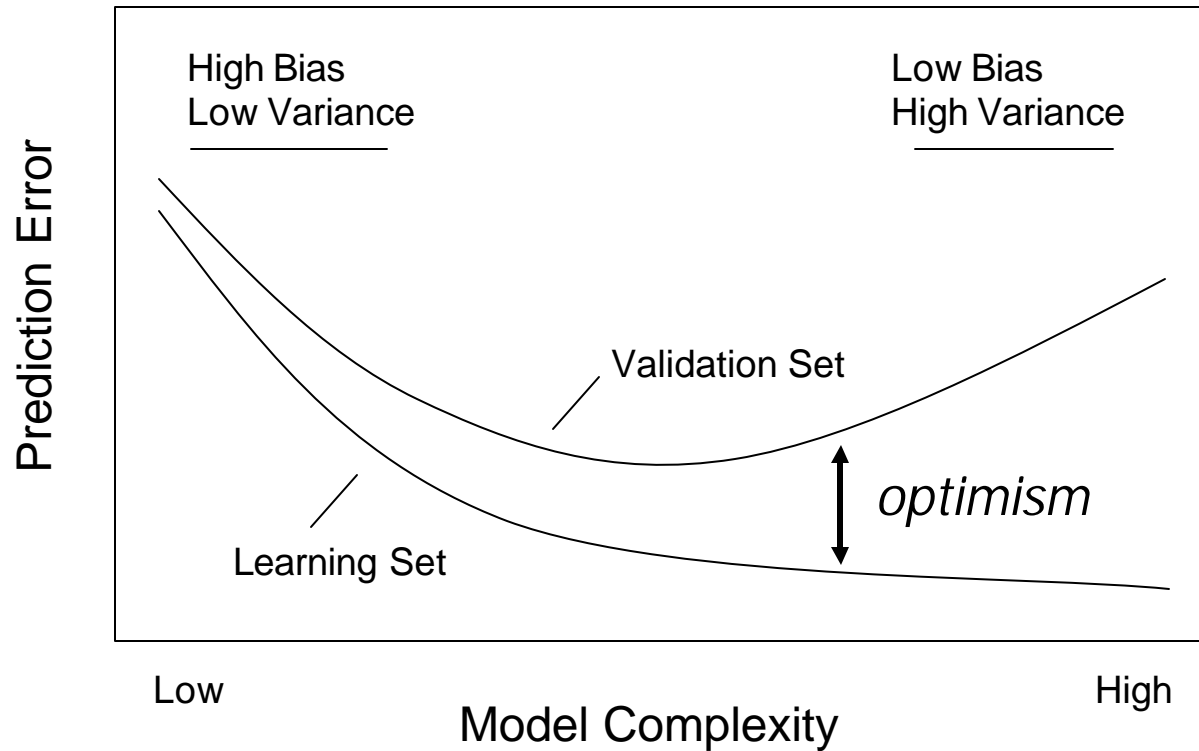 High Bias
Low Variance
Low Bias
High Variance
Prediction Error
Validation Set
optimism
Learning Set
Low
High
Model Complexity